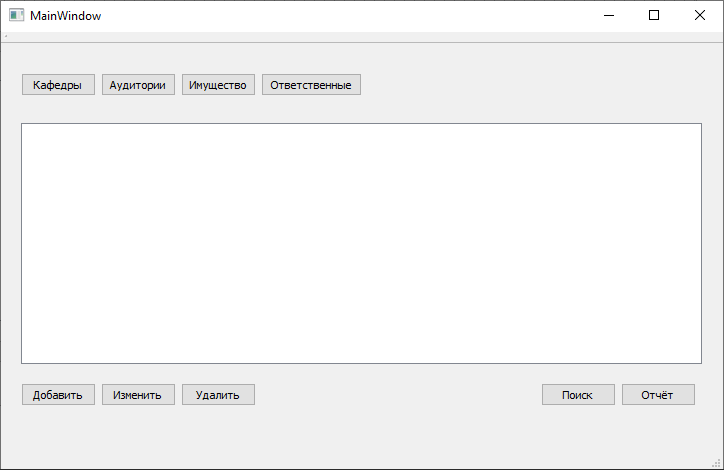 MainWindow
Кафедры Аудитории Имущество Ответственные
Добавить Изменить Удалить Поиск Отчёт